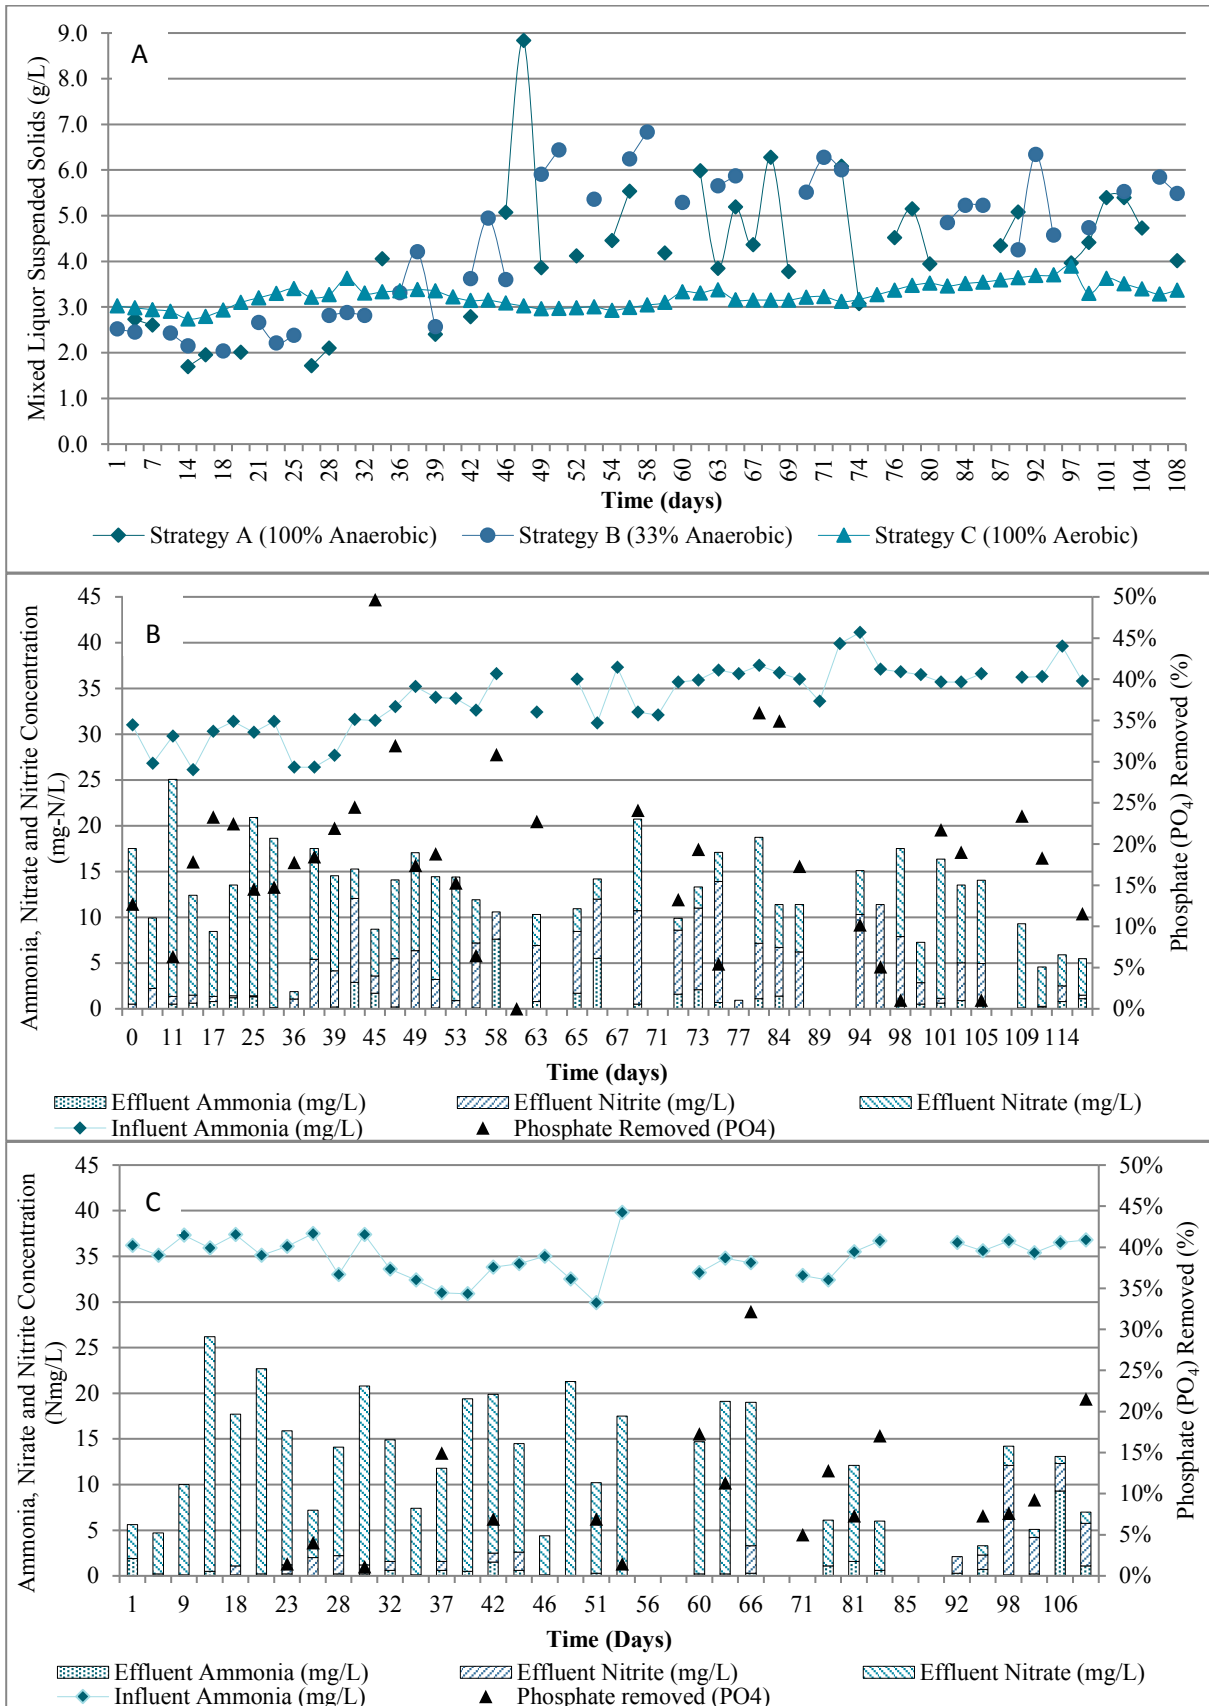 A
Mixed Liquor Suspended Solids (g/L)
9.0
8.0
7.0
6.0
5.0
4.0
3.0
2.0
1.0
0.0
1 7 14 18 21 25 28 32 36 39 42 46 49 52 54 58 60 63 67 69 71 74 76 80 84 87 92 97 101 104 108
Time (days)
Strategy A (100% Anaerobic) Strategy B (33% Anaerobic) Strategy C (100% Aerobic)
B
Ammonia, Nitrate and Nitrite Concentration
(mg-N/L)
45
40
35
30
25
20
15
10
5
0
50%
45%
40%
35%
30%
25%
20%
15%
10%
5%
0%
Phosphate (PO4) Removed (%)
0 11 17 25 36 39 45 49 53 58 63 65 67 71 73 77 84 89 94 98 101 105 109 114
Time (days)
Effluent Ammonia (mg/L) Effluent Nitrite (mg/L) Effluent Nitrate (mg/L)
Influent Ammonia (mg/L) Phosphate Removed (PO4)
C
Ammonia, Nirate and Nitrite Concentration
(Nmg/L)
45
40
35
30
25
20
15
10
5
0
50%
45%
40%
35%
30%
25%
20%
15%
10%
5%
0%
Phosphate (PO4) Removed (%)
1 9 18 23 28 32 37 42 46 51 56 60 66 71 81 85 92 98 106
Time (Days)
Effluent Ammonia (mg/L) Effluent Nitrite (mg/L) Effluent Nitrate (mg/L)
Influent Ammonia (mg/L) Phosphate removed (PO4)